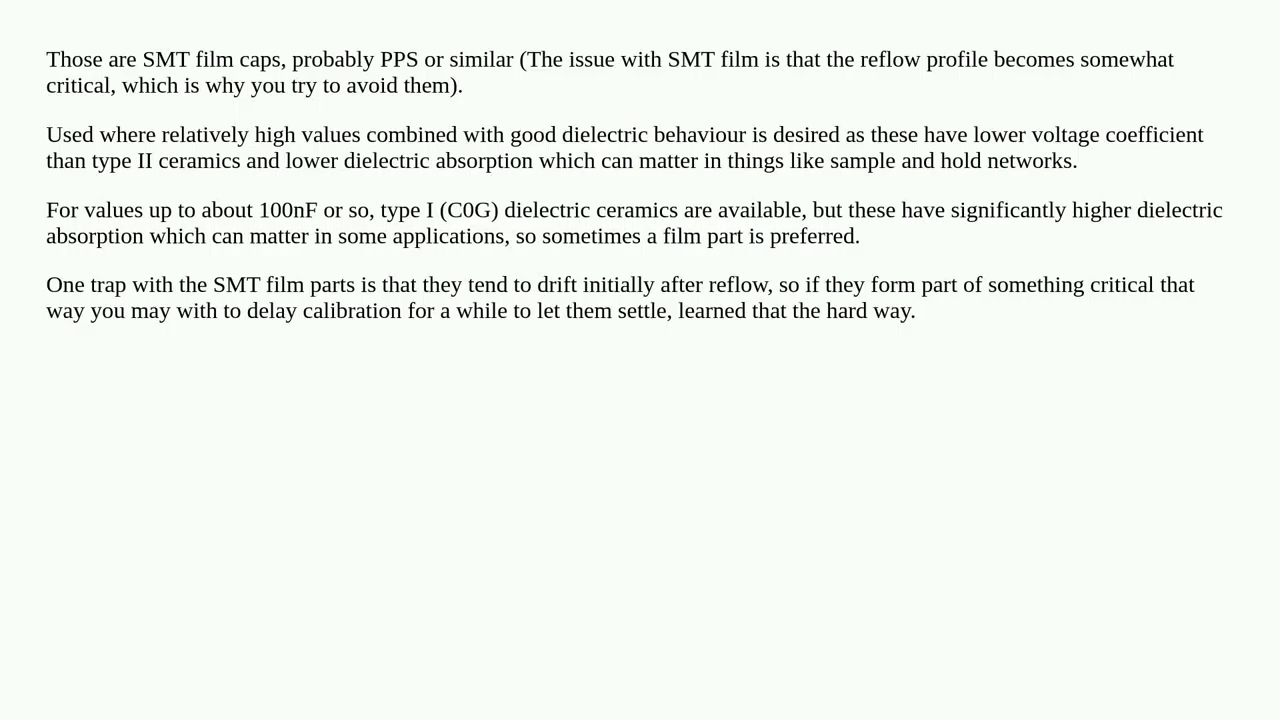 Those are SMT film caps, probably PPS or similar (The issue with SMT film is that the reflow profile becomes somewhat
critical, which is why you try to avoid them).
Used where relatively high values combined with good dielectric behaviour is desired as these have lower voltage coefficient
than type II ceramics and lower dielectric absorption which can matter in things like sample and hold networks.
For values up to about 100nF or so, type I (C0G) dielectric ceramics are available, but these have significantly higher dielectric
absorption which can matter in some applications, so sometimes a film part is preferred.
One trap with the SMT film parts is that they tend to drift initially after reflow, so if they form part of something critical that
way you may with to delay calibration for a while to let them settle, learned that the hard way.